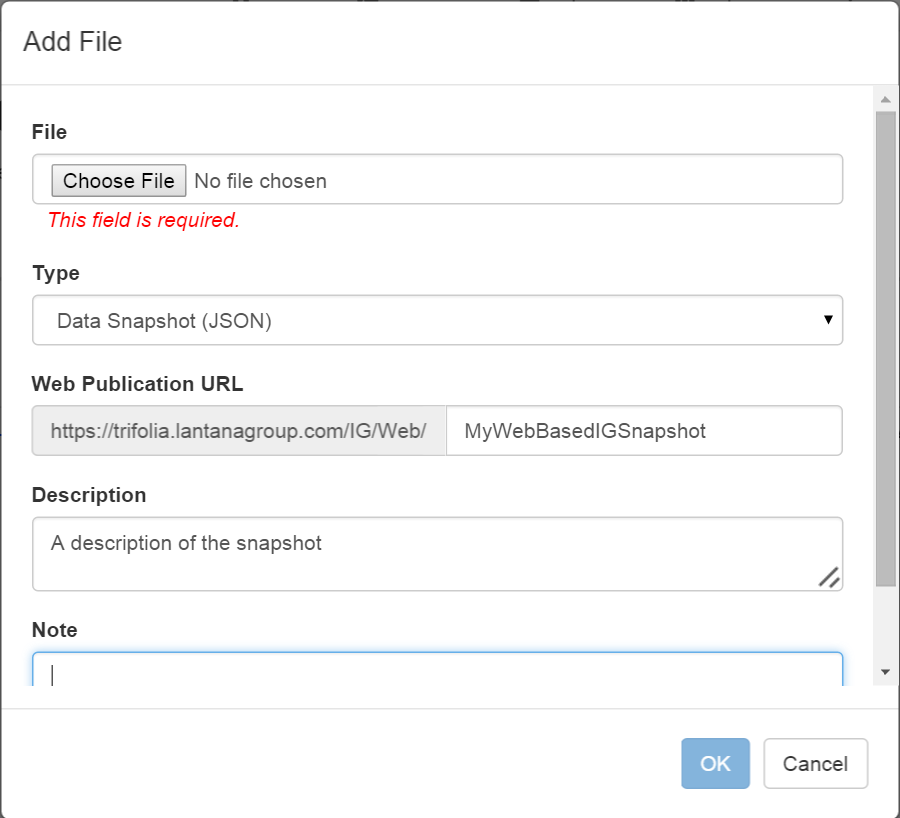 Add File
File
Choose File No file chosen
This field is required.
Type
Data Snapshot (JSON)
Web Publication URL
https://trifolia.lantanagroup.com/IG/Web/ MyWebBasedIGSnapshot
Description
A description of the snapshot
Note
OK Cancel